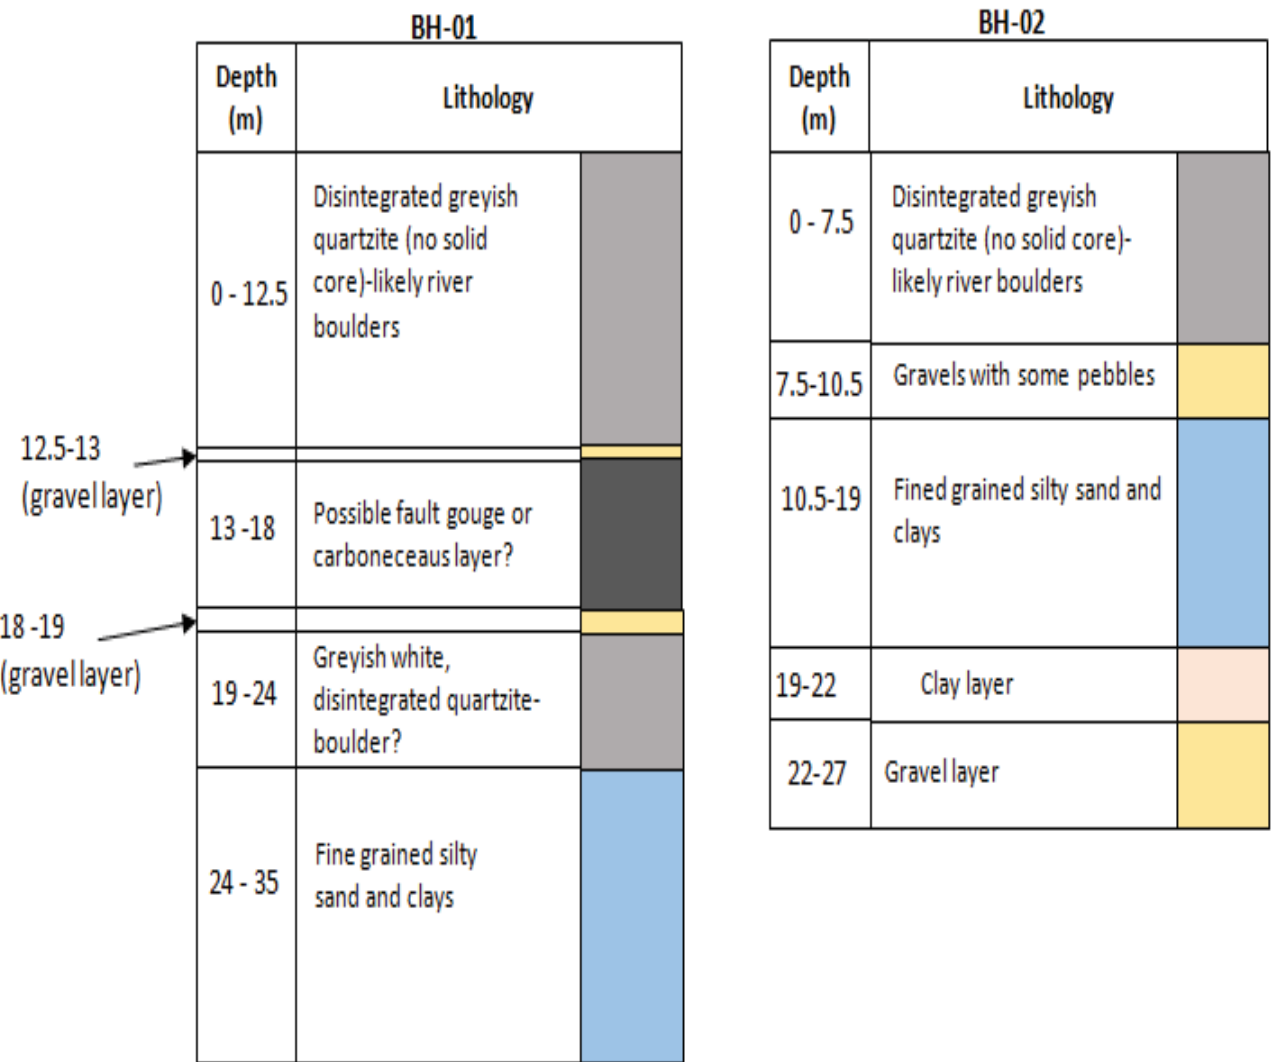 BH-01
Depth
(m)
Lithology
0 - 12.5
Disintegrated greyish
quartzite (no solid
core)-likely river
boulders
12.5-13
(gravel layer)
13 -18
Possible fault gouge or
carboneceaus layer?
18 -19
(gravel layer)
19 -24
Greyish white,
disintegrated quartzite-
boulder?
24 - 35
Fine grained silty
sand and clays
BH-02
Depth
(m)
Lithology
0 - 7.5
Disintegrated greyish
quartzite (no solid core)-
likely river boulders
7.5-10.5
Gravels with some pebbles
10.5-19
Fined grained silty sand and
clays
19-22
Clay layer
22-27
Gravel layer